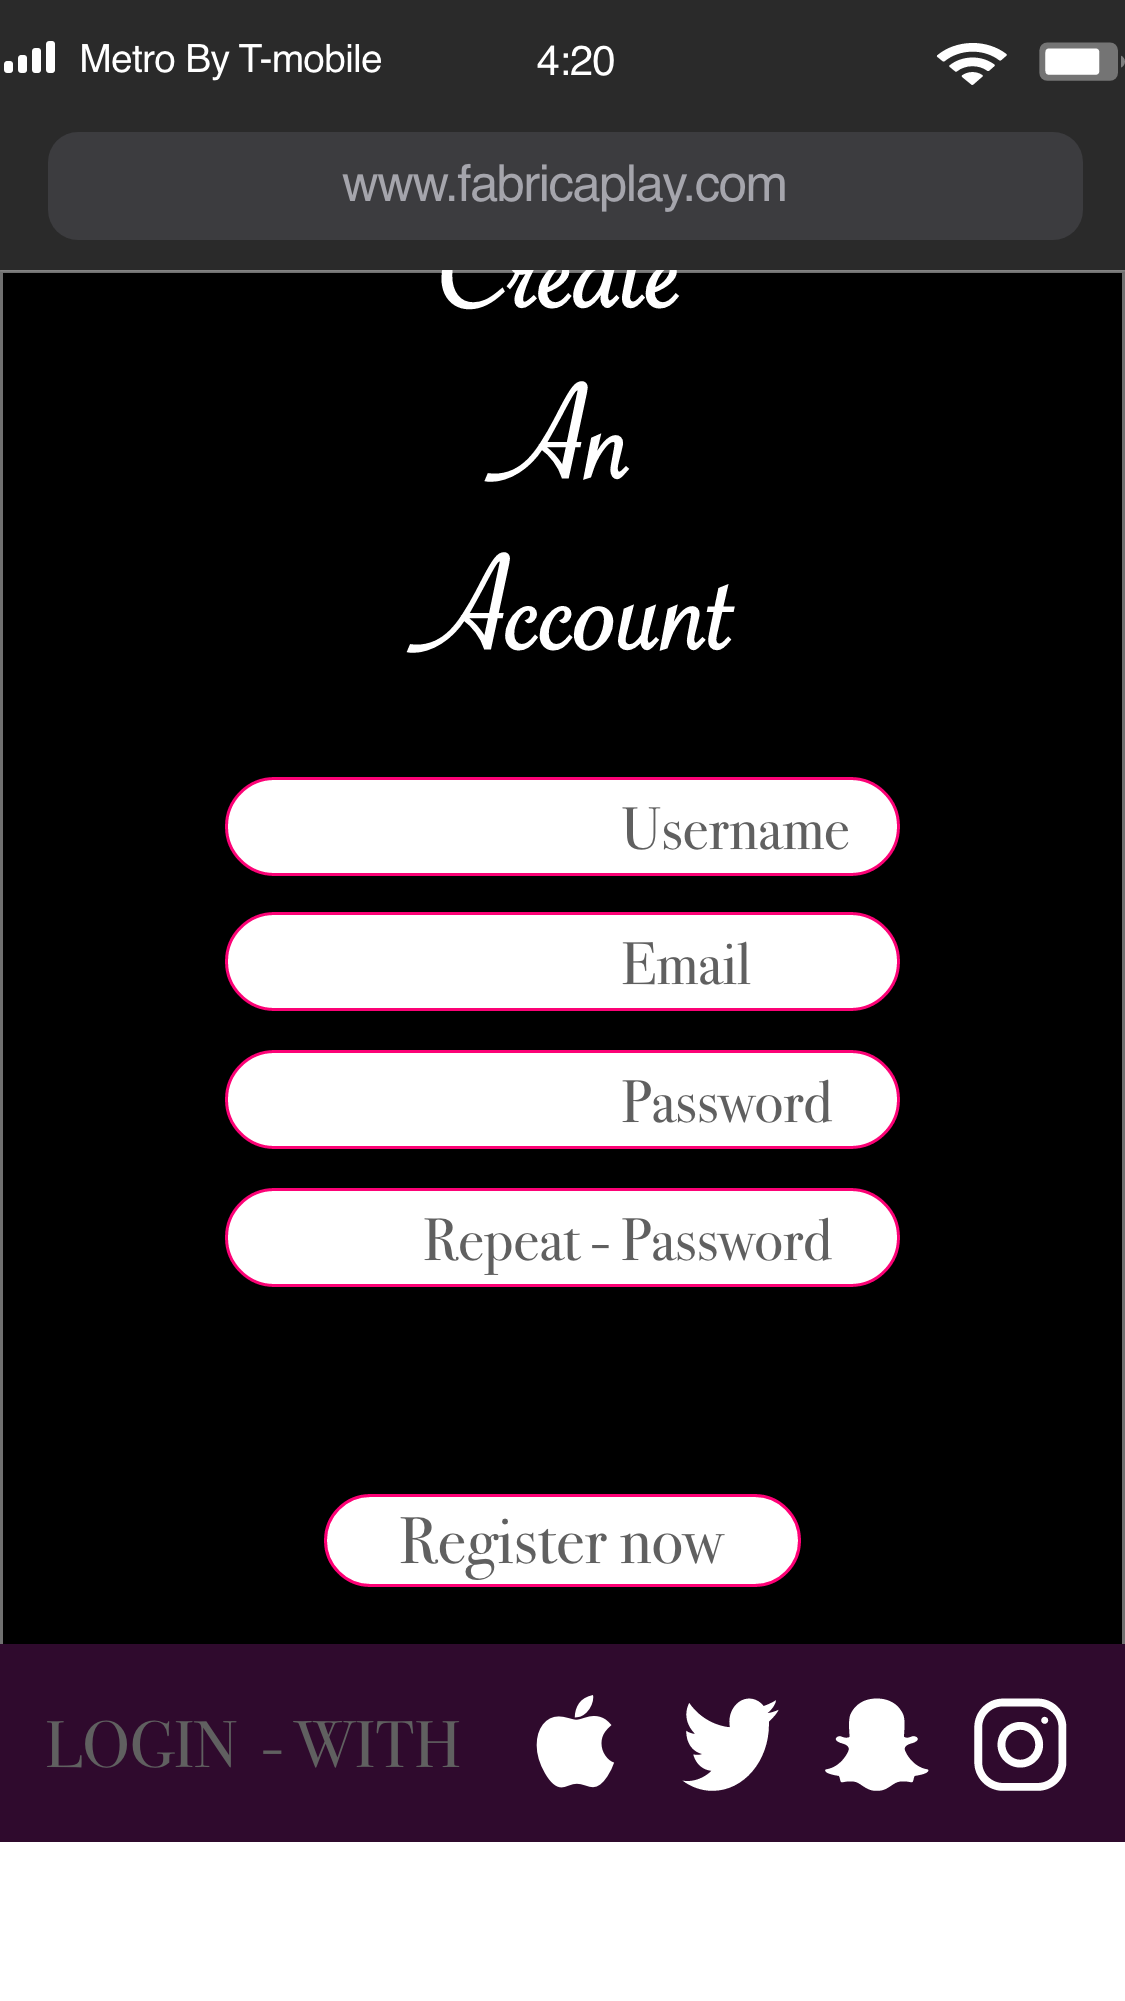 Metro By T-mobile 4:20
www.fabricaplay.com
Create
An
Account
Username
Email
Password
Repeat - Password
Register now
LOGIN - WITH